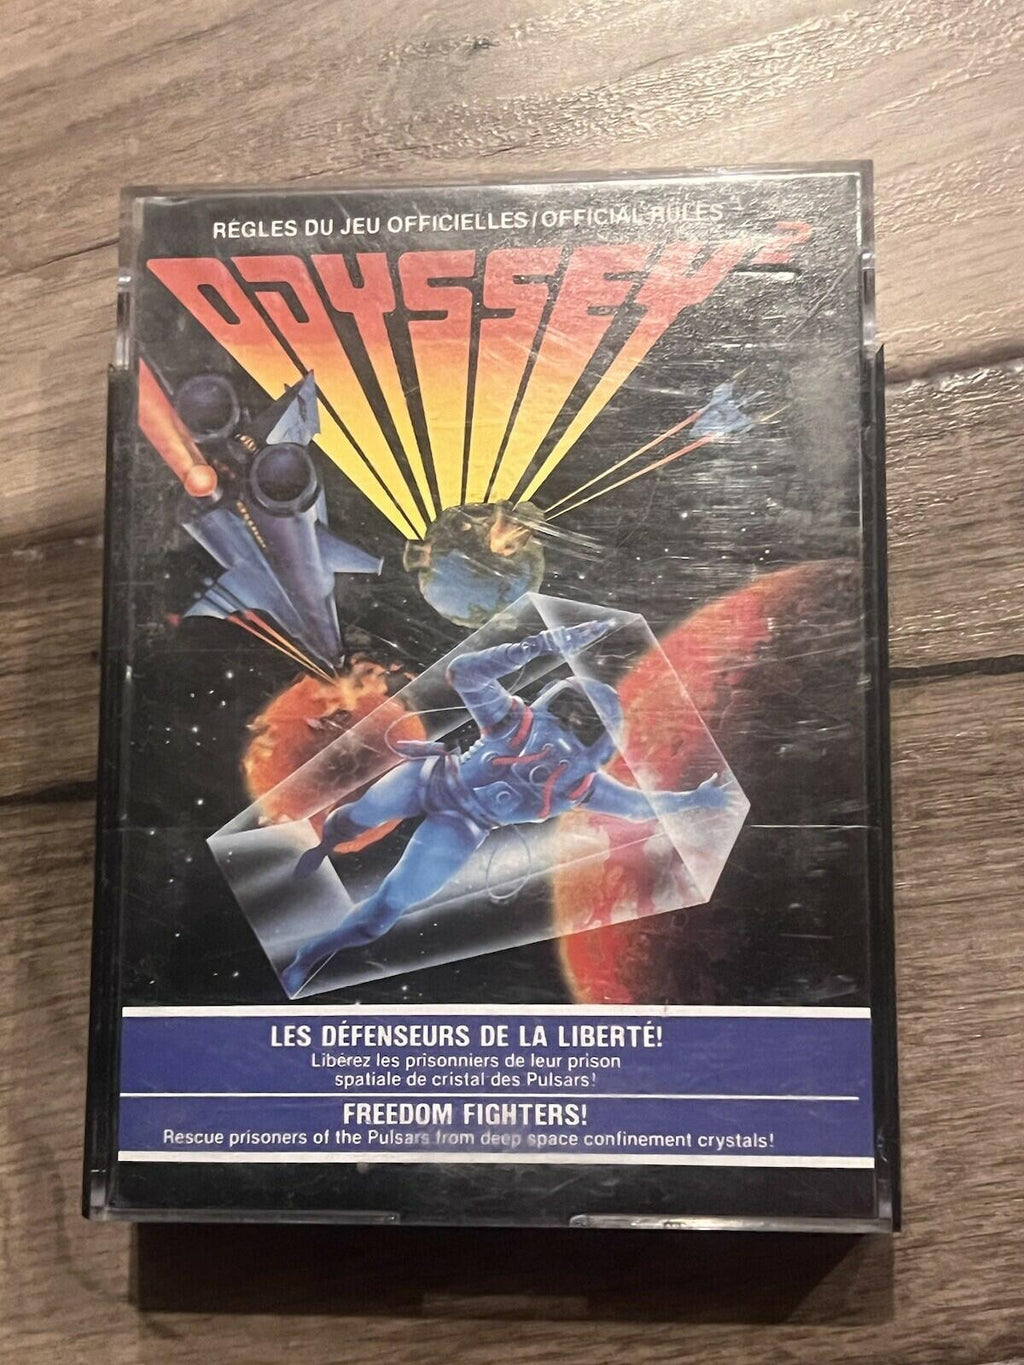 RÉGLES DU JEU OFFICIELLES/OFFICIAL RULES
ODYSSEY²
LES DÉFENSEURS DE LA LIBERTÉ!
Libérez les prisonniers de leur prison
spatiale de cristal des Pulsars!
FREEDOM FIGHTERS!
Rescue prisoners of the Pulsars from deep space confinement crystals!